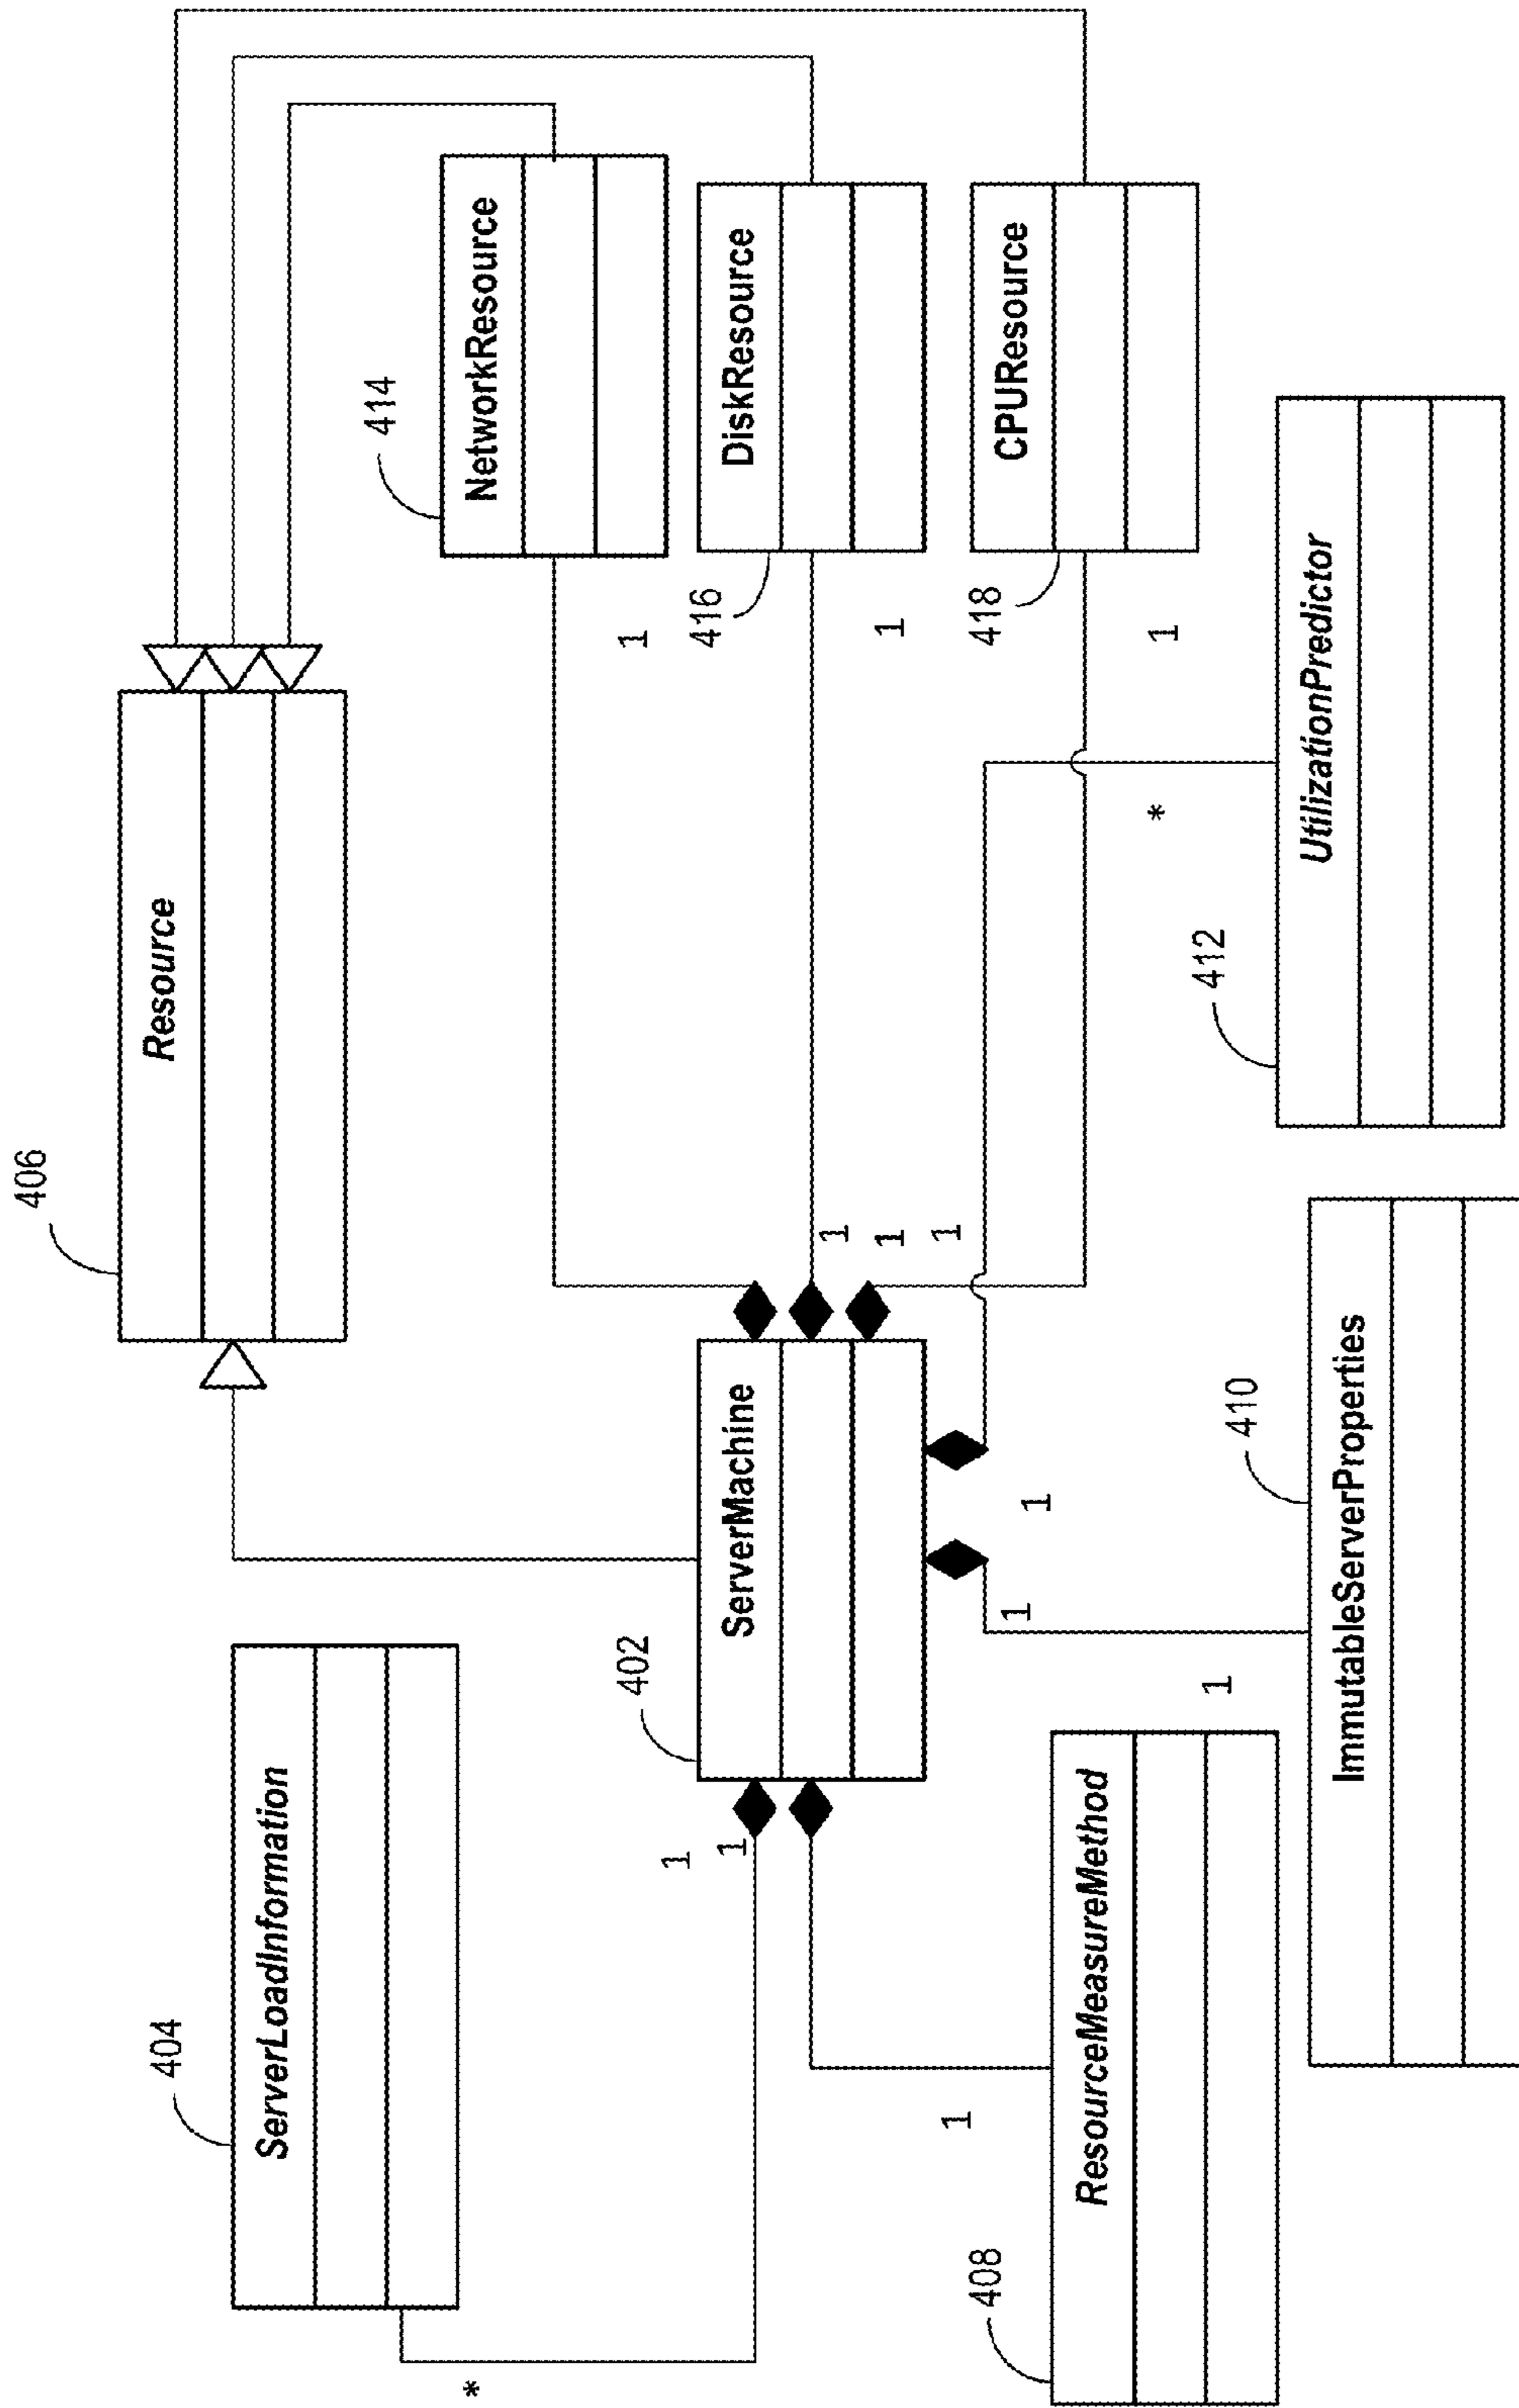 406
Resource
404
ServerLoadInformation
414
NetworkResource
*
1
402
ServerMachine
1
1
1
1
1
416
DiskResource
1
418
CPUResource
1
408
ResourceMeasureMethod
1
1
1
1
*
410
ImmutableServerProperties
412
UtilizationPredictor